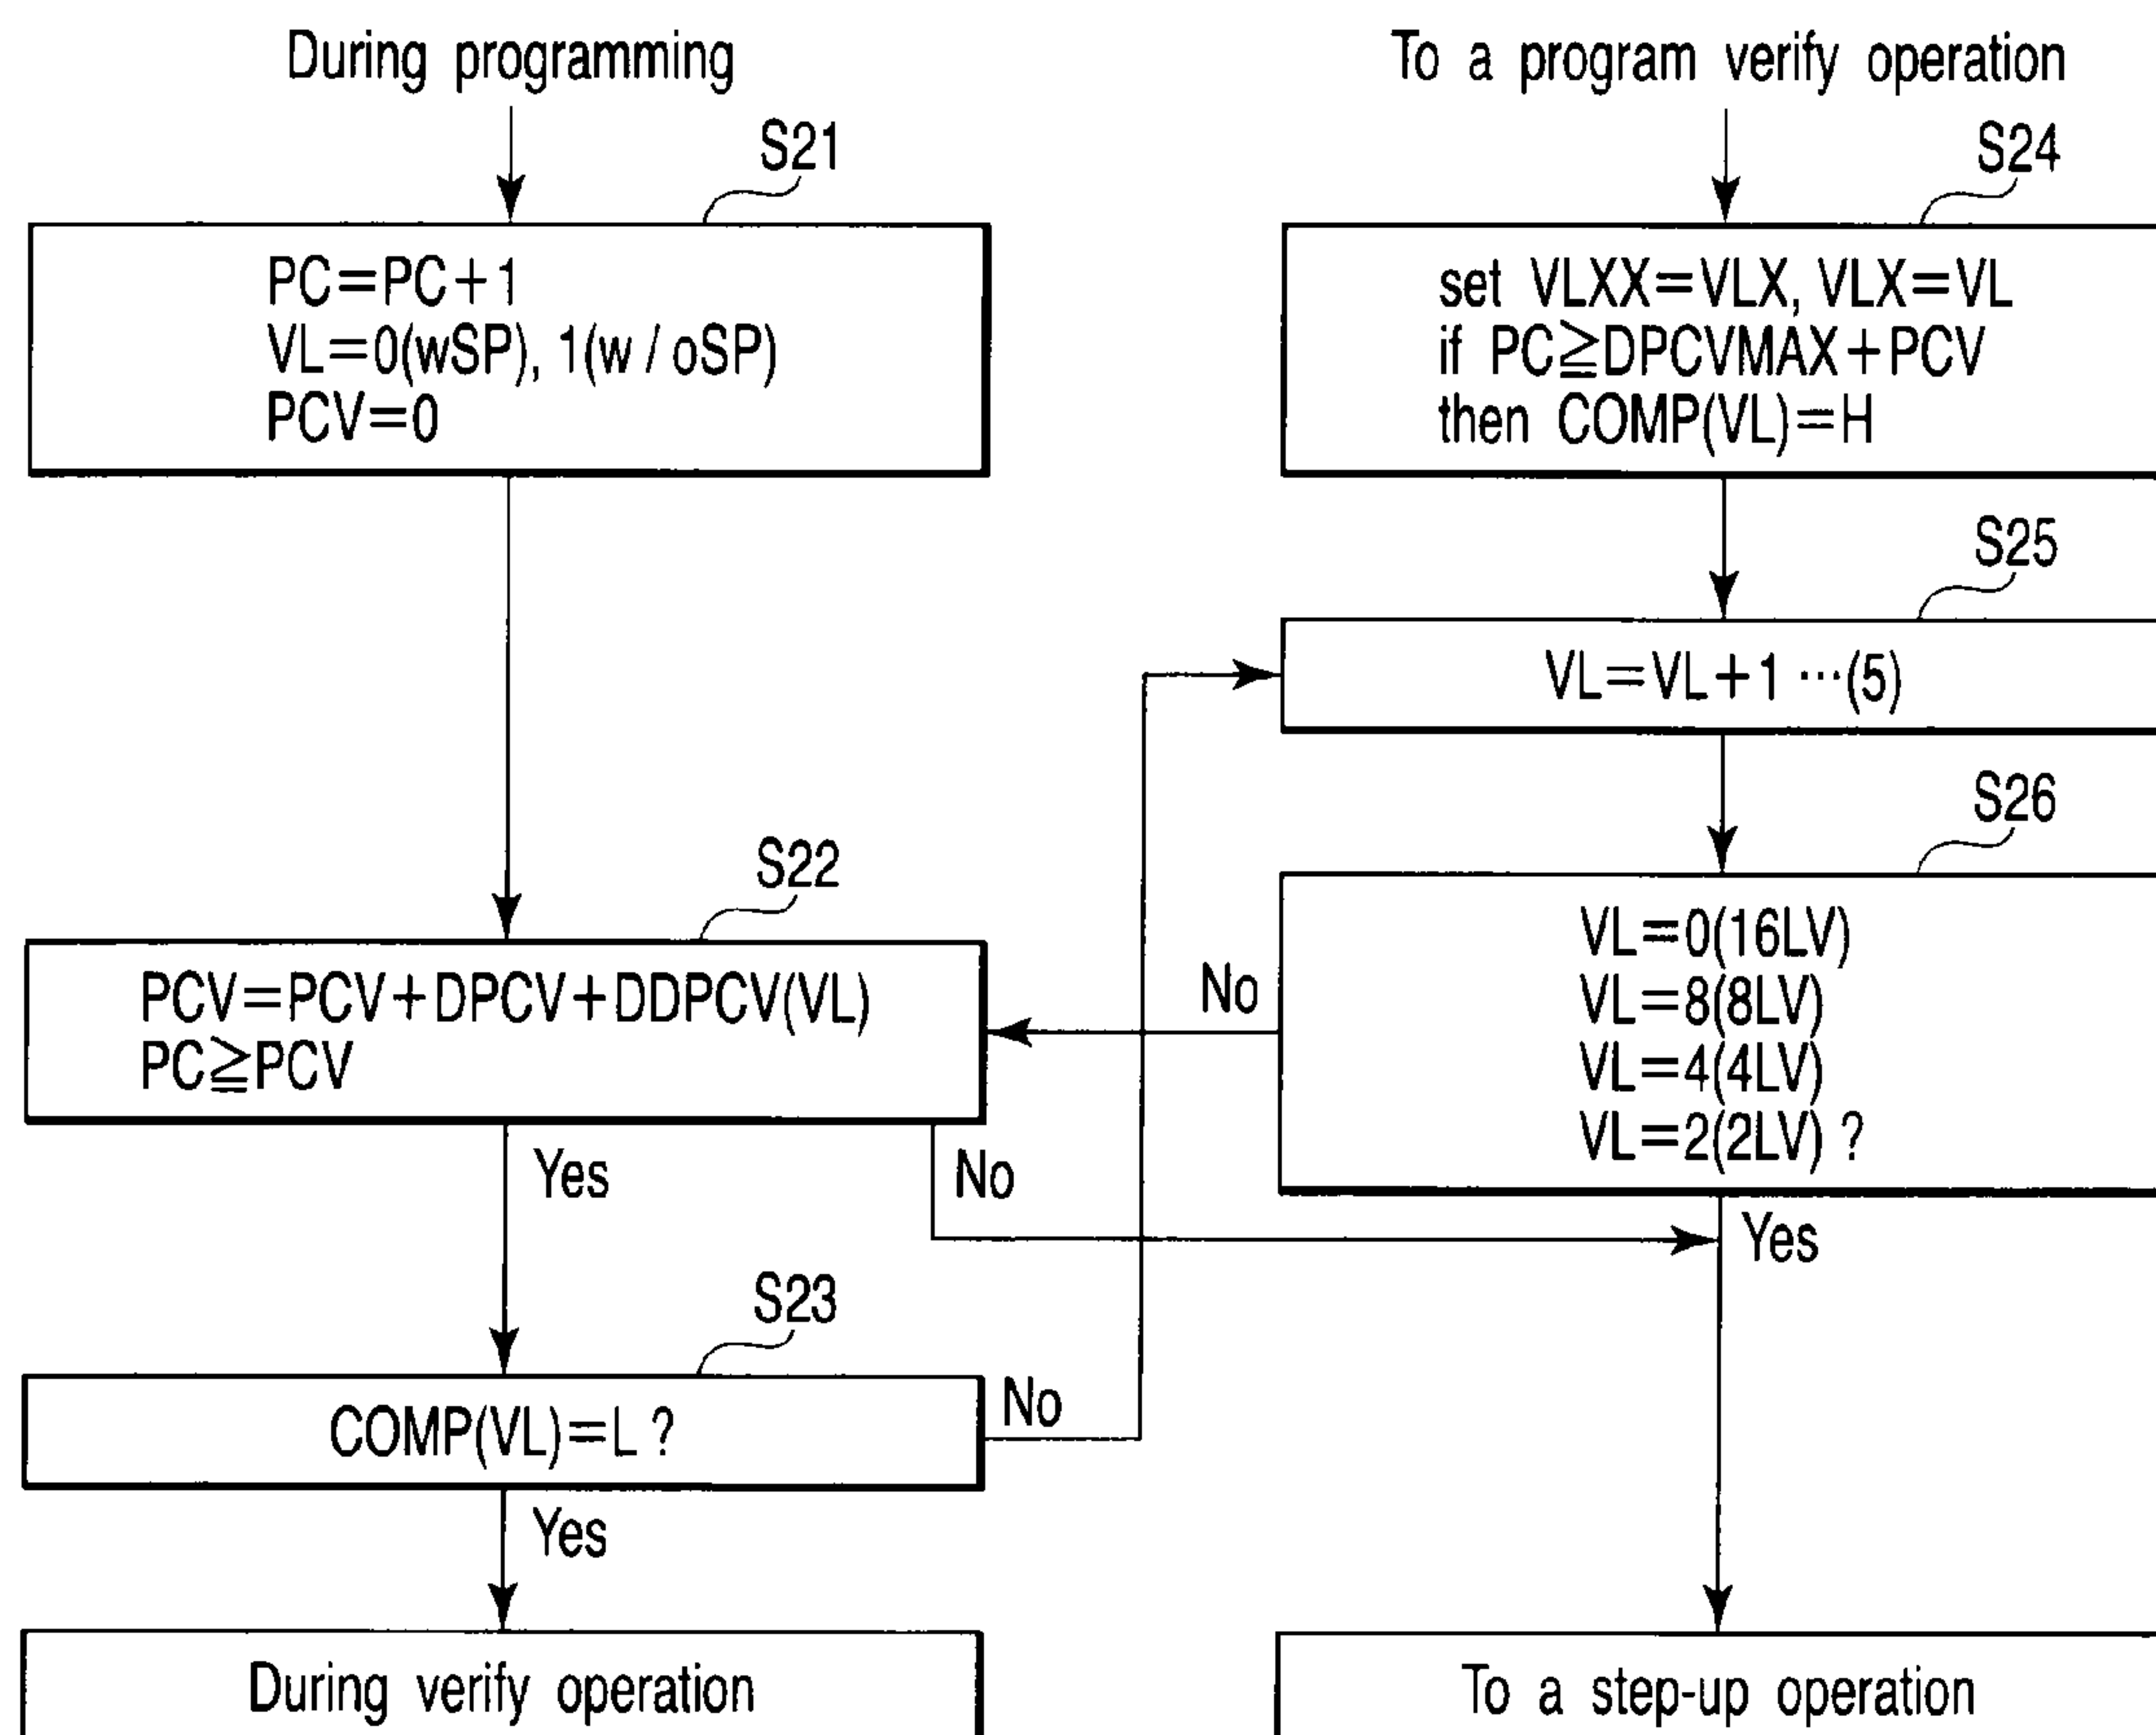 During programming
S21
PC=PC+1
VL=0(wSP), 1(w / oSP)
PCV=0
S22
PCV=PCV+DPCV+DDPCV(VL)
PC≧PCV
Yes
No
S23
COMP(VL)=L ?
No
Yes
During verify operation
To a program verify operation
S24
set VLXX=VLX, VLX=VL
if PC≧DPCVMAX+PCV
then COMP(VL)=H
S25
VL=VL+1 ···(5)
S26
VL=0(16LV)
VL=8(8LV)
VL=4(4LV)
VL=2(2LV) ?
No
Yes
To a step-up operation